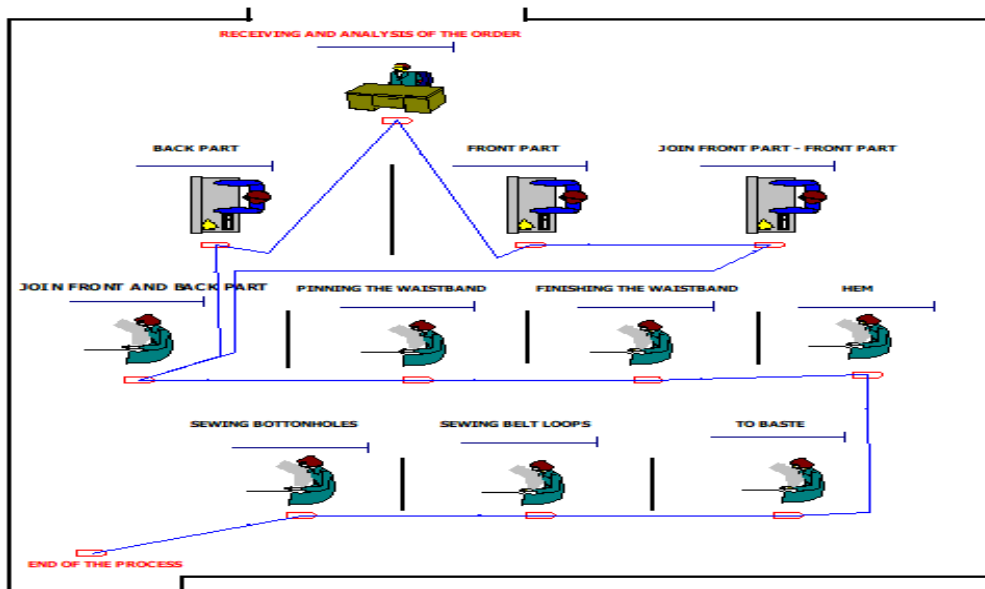 RECEIVING AND ANALYSIS OF THE ORDER
BACK PART
FRONT PART
JOIN FRONT PART - FRONT PART
JOIN FRONT AND BACK PART
PINNING THE WAISTBAND
FINISHING THE WAISTBAND
HEM
SEWING BOTTONHOLES
SEWING BELT LOOPS
TO BASTE
END OF THE PROCESS